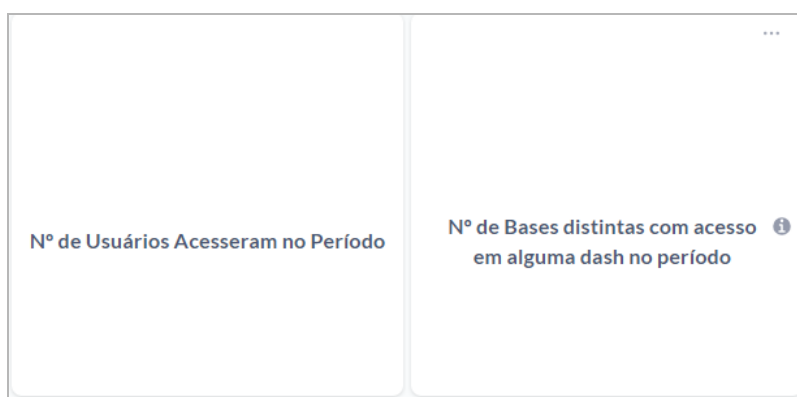 Nº de Usuários Acesseram no Período
Nº de Bases distintas com acesso
em alguma dash no período